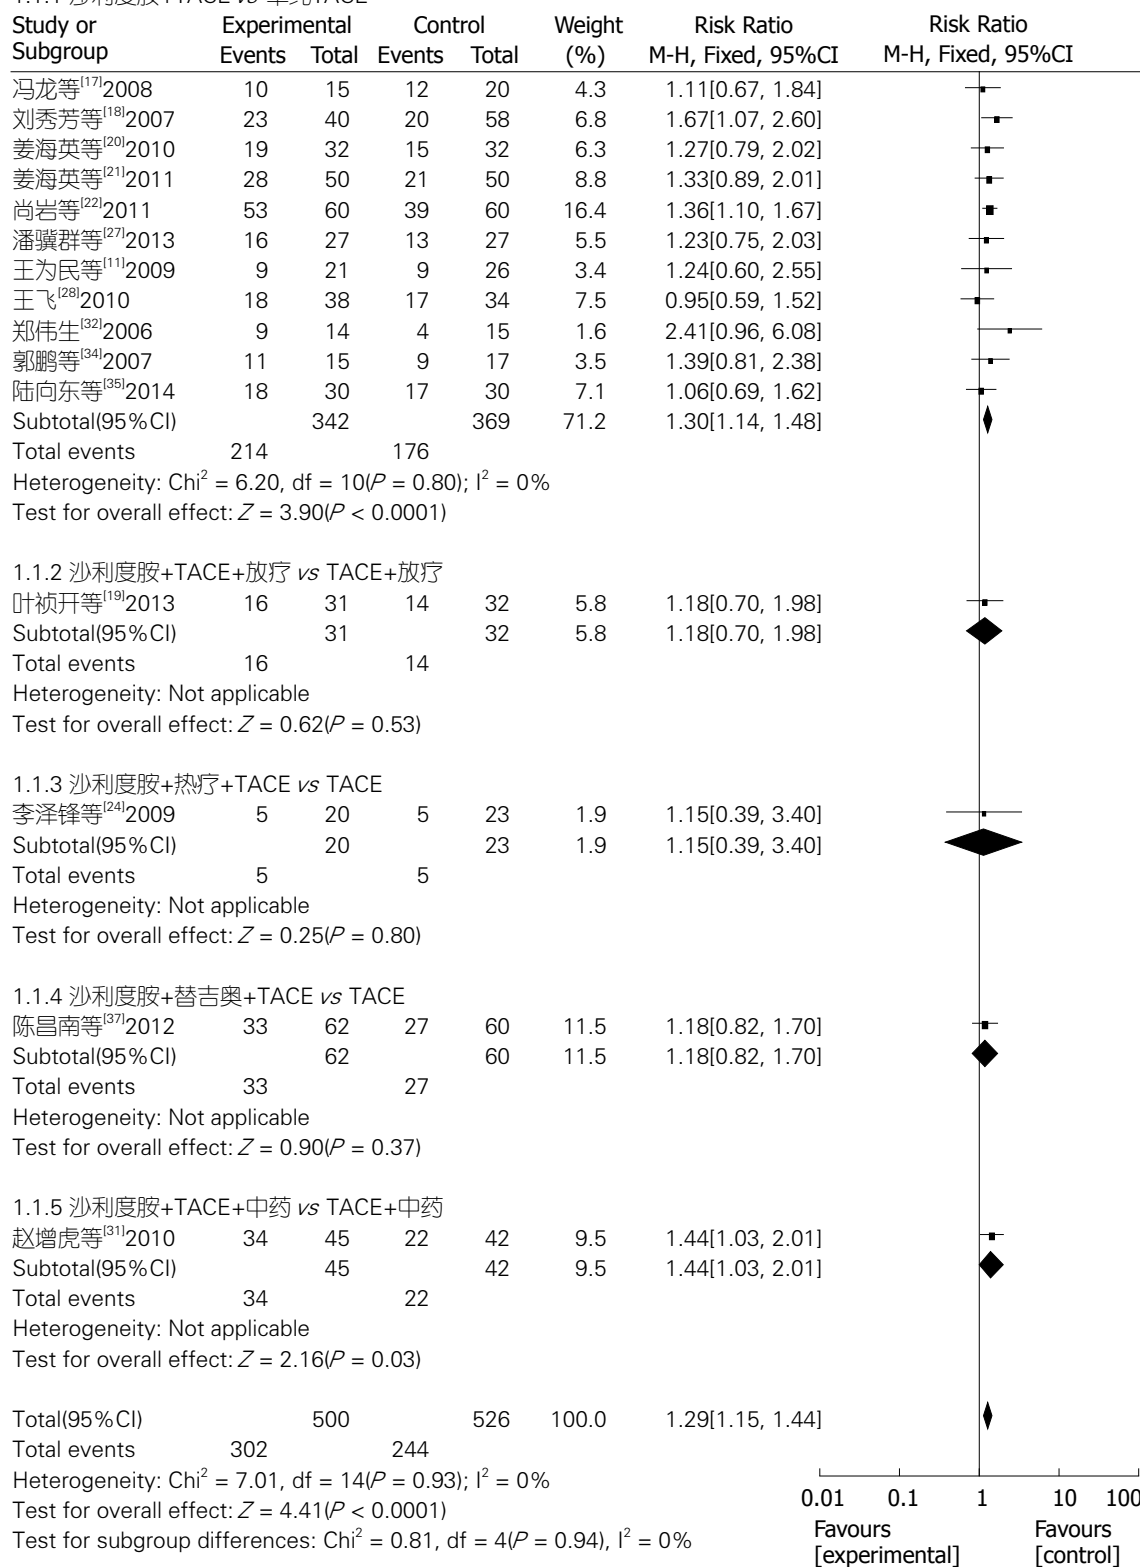 Study or Experimental Control Weight Risk Ratio Risk Ratio
Subgroup Events Total Events Total (%) M-H, Fixed, 95%CI M-H, Fixed, 95%CI
冯龙等[17]2008 10 15 12 20 4.3 1.11[0.67, 1.84]
刘秀芳等[18]2007 23 40 20 58 6.8 1.67[1.07, 2.60]
姜海英等[20]2010 19 32 15 32 6.3 1.27[0.79, 2.02]
姜海英等[21]2011 28 50 21 50 8.8 1.33[0.89, 2.01]
尚岩等[22]2011 53 60 39 60 16.4 1.36[1.10, 1.67]
潘骥群等[27]2013 16 27 13 27 5.5 1.23[0.75, 2.03]
王为民等[11]2009 9 21 9 26 3.4 1.24[0.60, 2.55]
王飞[28]2010 18 38 17 34 7.5 0.95[0.59, 1.52]
郑伟生[32]2006 9 14 4 15 1.6 2.41[0.96, 6.08]
郭鹏等[34]2007 11 15 9 17 3.5 1.39[0.81, 2.38]
陆向东等[35]2014 18 30 17 30 7.1 1.06[0.69, 1.62]
Subtotal(95%CI) 342 369 71.2 1.30[1.14, 1.48]
Total events 214 176
Heterogeneity: Chi² = 6.20, df = 10(P = 0.80); I² = 0%
Test for overall effect: Z = 3.90(P < 0.0001)
1.1.2 沙利度胺+TACE+放疗 vs TACE+放疗
叶祯开等[19]2013 16 31 14 32 5.8 1.18[0.70, 1.98]
Subtotal(95%CI) 31 32 5.8 1.18[0.70, 1.98]
Total events 16 14
Heterogeneity: Not applicable
Test for overall effect: Z = 0.62(P = 0.53)
1.1.3 沙利度胺+热疗+TACE vs TACE
李泽锋等[24]2009 5 20 5 23 1.9 1.15[0.39, 3.40]
Subtotal(95%CI) 20 23 1.9 1.15[0.39, 3.40]
Total events 5 5
Heterogeneity: Not applicable
Test for overall effect: Z = 0.25(P = 0.80)
1.1.4 沙利度胺+替吉奥+TACE vs TACE
陈昌南等[37]2012 33 62 27 60 11.5 1.18[0.82, 1.70]
Subtotal(95%CI) 62 60 11.5 1.18[0.82, 1.70]
Total events 33 27
Heterogeneity: Not applicable
Test for overall effect: Z = 0.90(P = 0.37)
1.1.5 沙利度胺+TACE+中药 vs TACE+中药
赵增虎等[31]2010 34 45 22 42 9.5 1.44[1.03, 2.01]
Subtotal(95%CI) 45 42 9.5 1.44[1.03, 2.01]
Total events 34 22
Heterogeneity: Not applicable
Test for overall effect: Z = 2.16(P = 0.03)
Total(95%CI) 500 526 100.0 1.29[1.15, 1.44]
Total events 302 244
Heterogeneity: Chi² = 7.01, df = 14(P = 0.93); I² = 0%
Test for overall effect: Z = 4.41(P < 0.0001)
Test for subgroup differences: Chi² = 0.81, df = 4(P = 0.94), I² = 0%
0.01 0.1 1 10 100
Favours Favours
[experimental] [control]